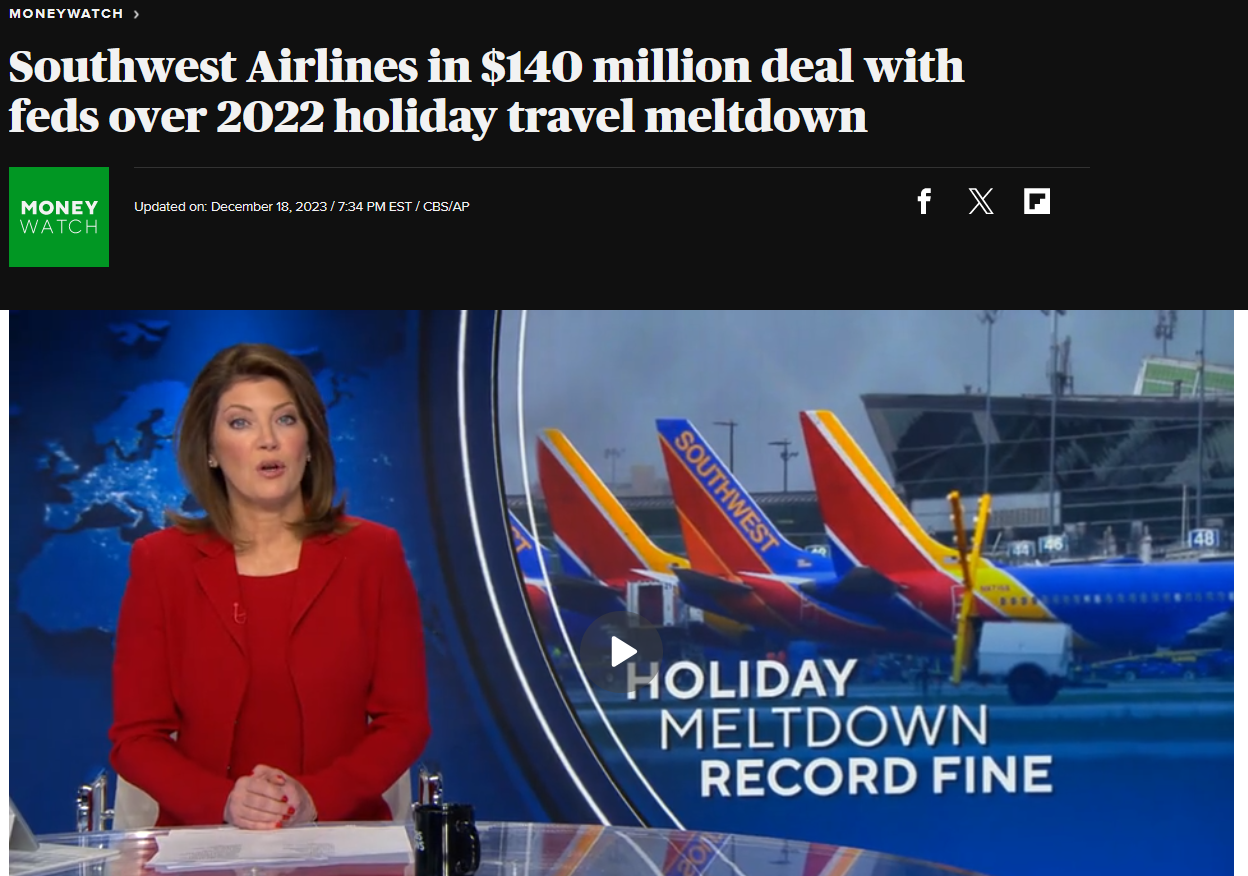 MONEYWATCH >
Southwest Airlines in $140 million deal with
feds over 2022 holiday travel meltdown
MONEY
WATCH
Updated on: December 18, 2023 / 7:34 PM EST / CBS/AP
SOUTHWEST
44
46
48
HOLIDAY
MELTDOWN
RECORD FINE